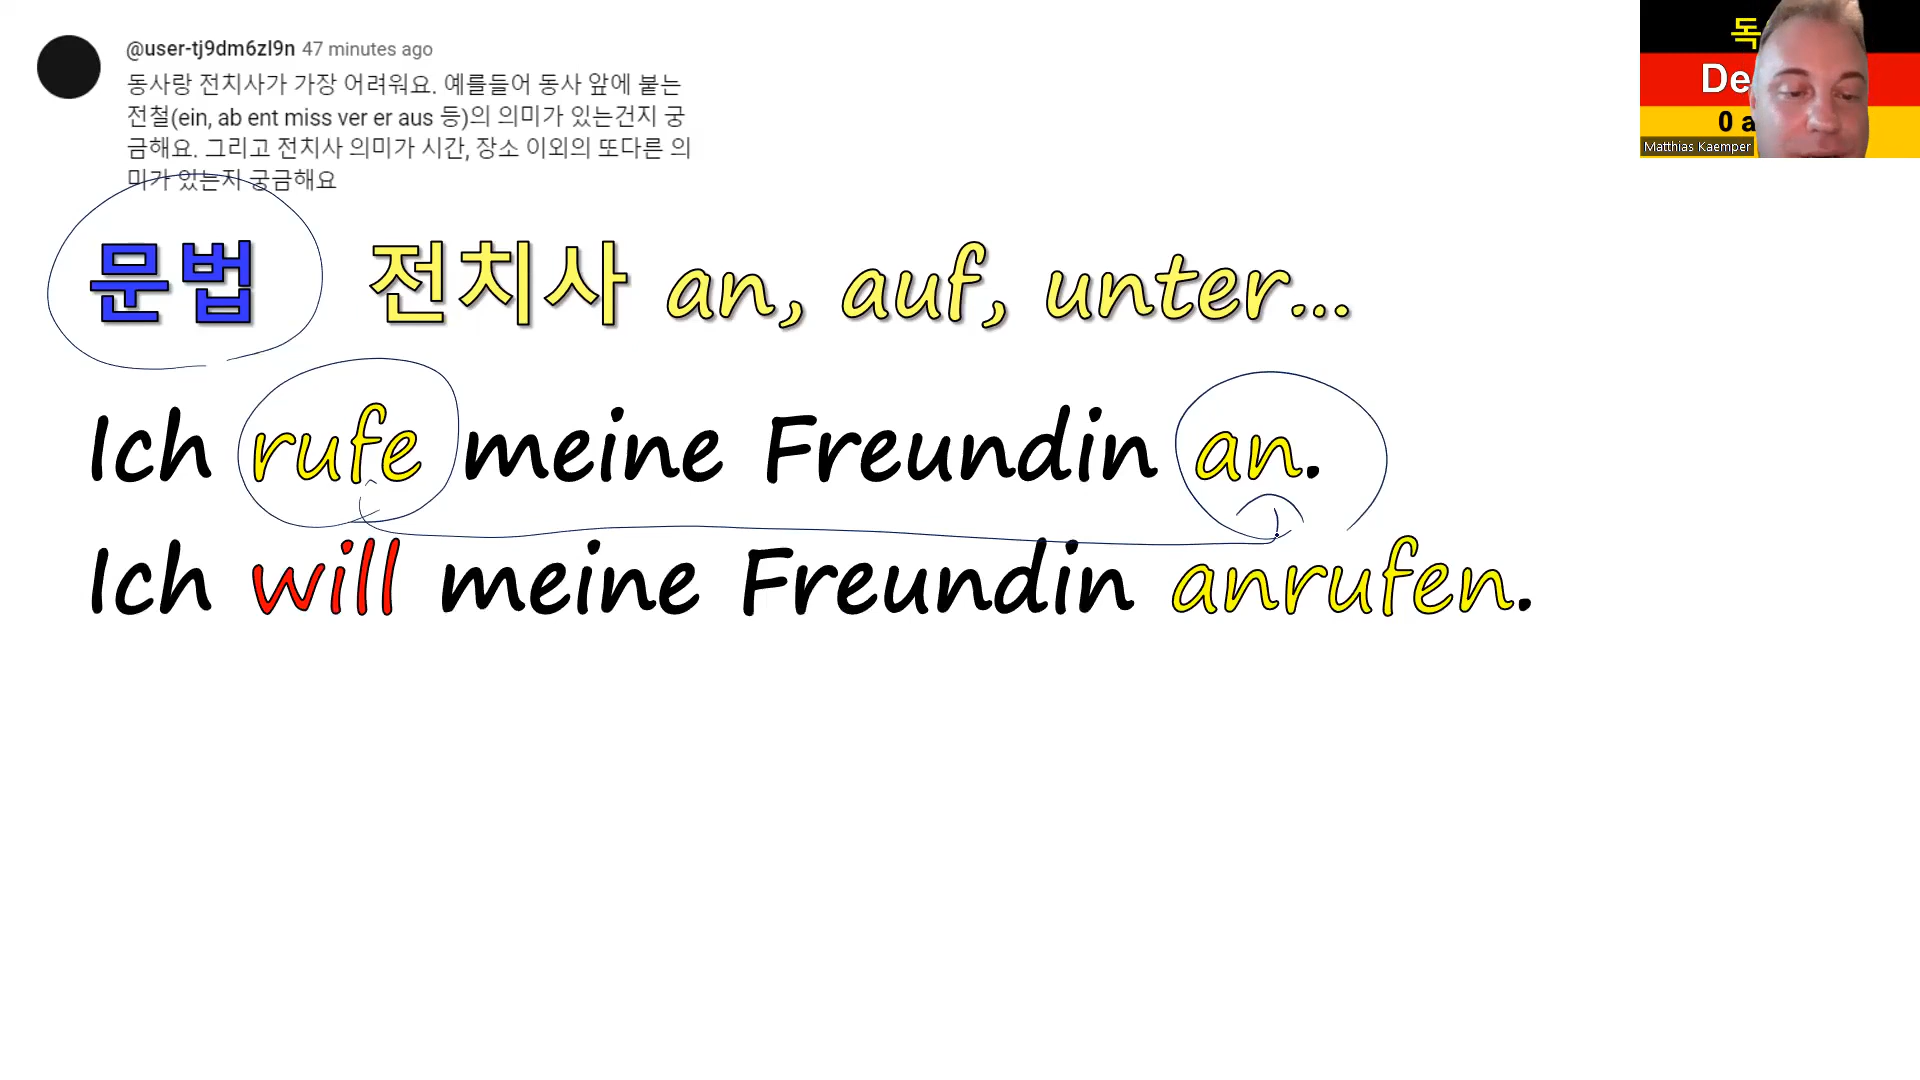 @user-tj9dm6zl9n 47 minutes ago
동사랑 전치사가 가장 어려워요. 예를들어 동사 앞에 붙는
전철(ein, ab ent miss ver er aus 등)의 의미가 있는건지 궁
금해요. 그리고 전치사 의미가 시간, 장소 이외의 또다른 의
미가 있는지 궁금해요
문법 전치사 an, auf, unter...
Ich rufe meine Freundin an.
Ich will meine Freundin anrufen.
독
De
0 a
Matthias Kaemper